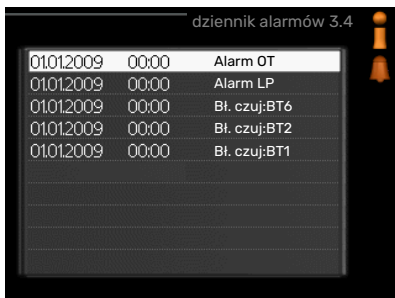 dziennik alarmów 3.4
01.01.2009 00:00 Alarm OT
01.01.2009 00:00 Alarm LP
01.01.2009 00:00 Bł. czuj:BT6
01.01.2009 00:00 Bł. czuj:BT2
01.01.2009 00:00 Bł. czuj:BT1